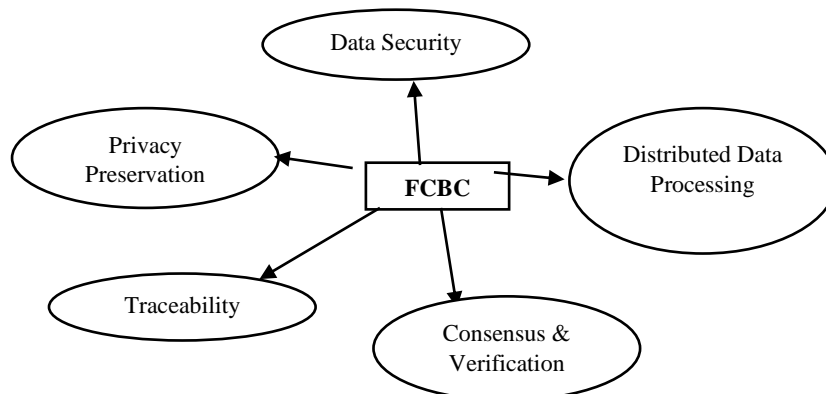 Data Security
Privacy
Preservation
Distributed Data
Processing
FCBC
Traceability
Consensus &
Verification